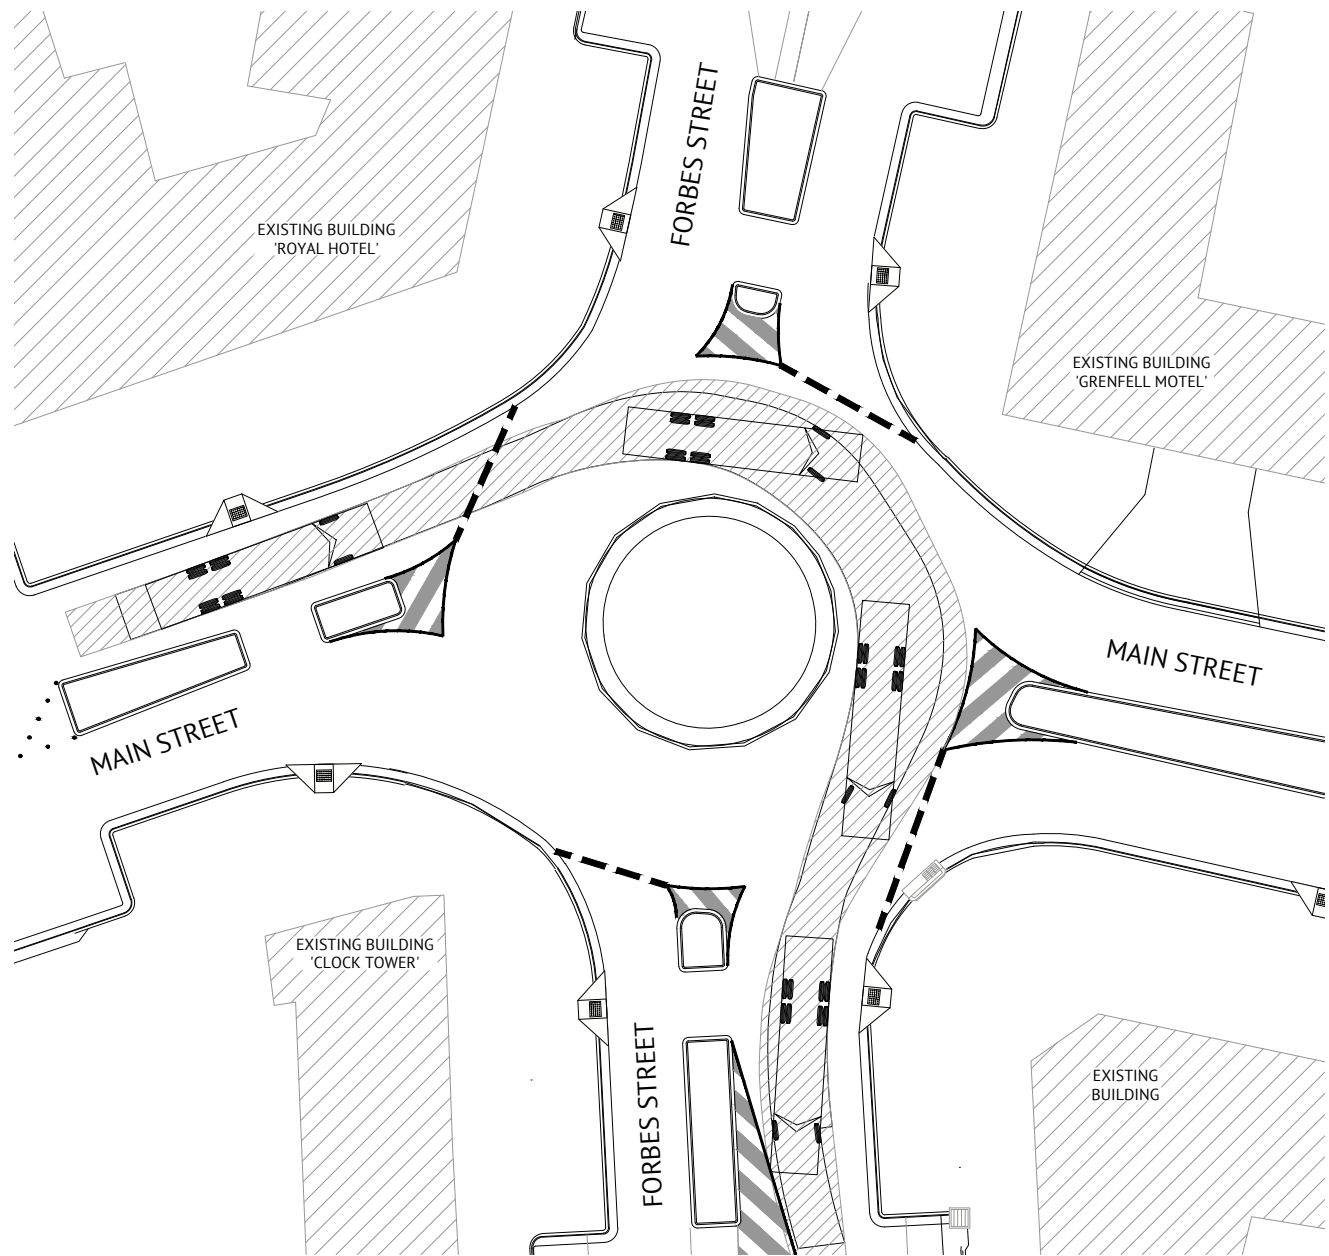 FORBES STREET
EXISTING BUILDING
'ROYAL HOTEL'
EXISTING BUILDING
'GRENFELL MOTEL'
MAIN STREET
MAIN STREET
EXISTING BUILDING
'CLOCK TOWER'
FORBES STREET
EXISTING
BUILDING